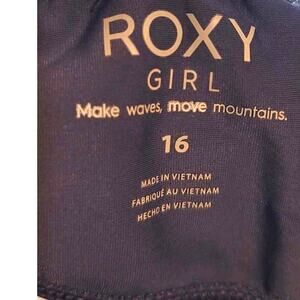 ROXY
GIRL
Make waves, move mountains.
16
MADE IN VIETNAM
FABRIQUÉ AU VIETNAM
HECHO EN VIETNAM